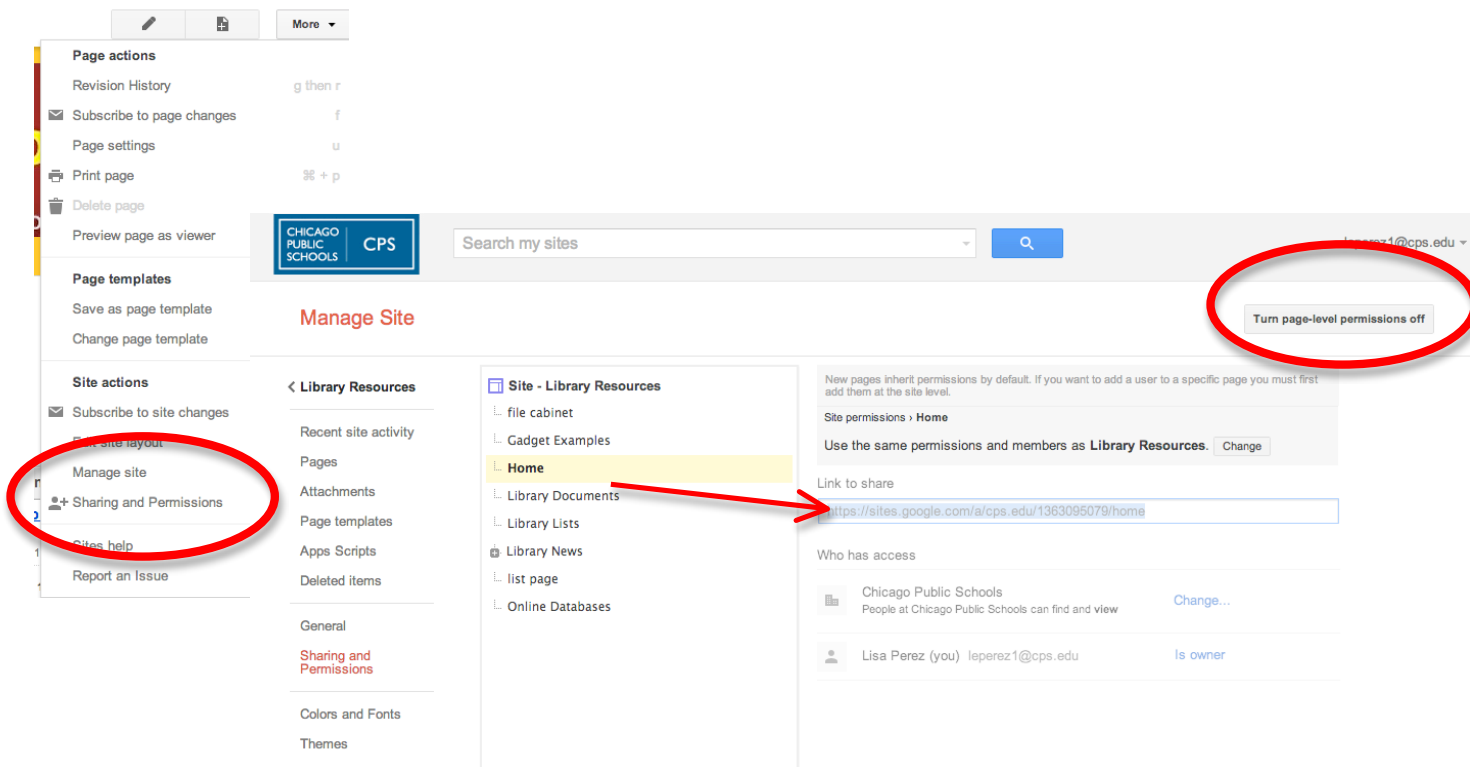 More
Page actions
Revision History g then r
Subscribe to page changes f
Page settings u
Print page ⌘ + p
Delete page
Preview page as viewer
Page templates
Save as page template
Change page template
Site actions
Subscribe to site changes
Edit site layout
Manage site
Sharing and Permissions
Sites help
Report an Issue
CHICAGO
PUBLIC
SCHOOLS
CPS
Search my sites
leperez1@cps.edu
Manage Site
Turn page-level permissions off
Library Resources
Recent site activity
Pages
Attachments
Page templates
Apps Scripts
Deleted items
General
Sharing and
Permissions
Colors and Fonts
Themes
Site - Library Resources
file cabinet
Gadget Examples
Home
Library Documents
Library Lists
Library News
list page
Online Databases
New pages inherit permissions by default. If you want to add a user to a specific page you must first
add them at the site level.
Site permissions › Home
Use the same permissions and members as Library Resources. Change
Link to share
https://sites.google.com/a/cps.edu/1363095079/home
Who has access
Chicago Public Schools
People at Chicago Public Schools can find and view
Change...
Lisa Perez (you) leperez1@cps.edu
Is owner